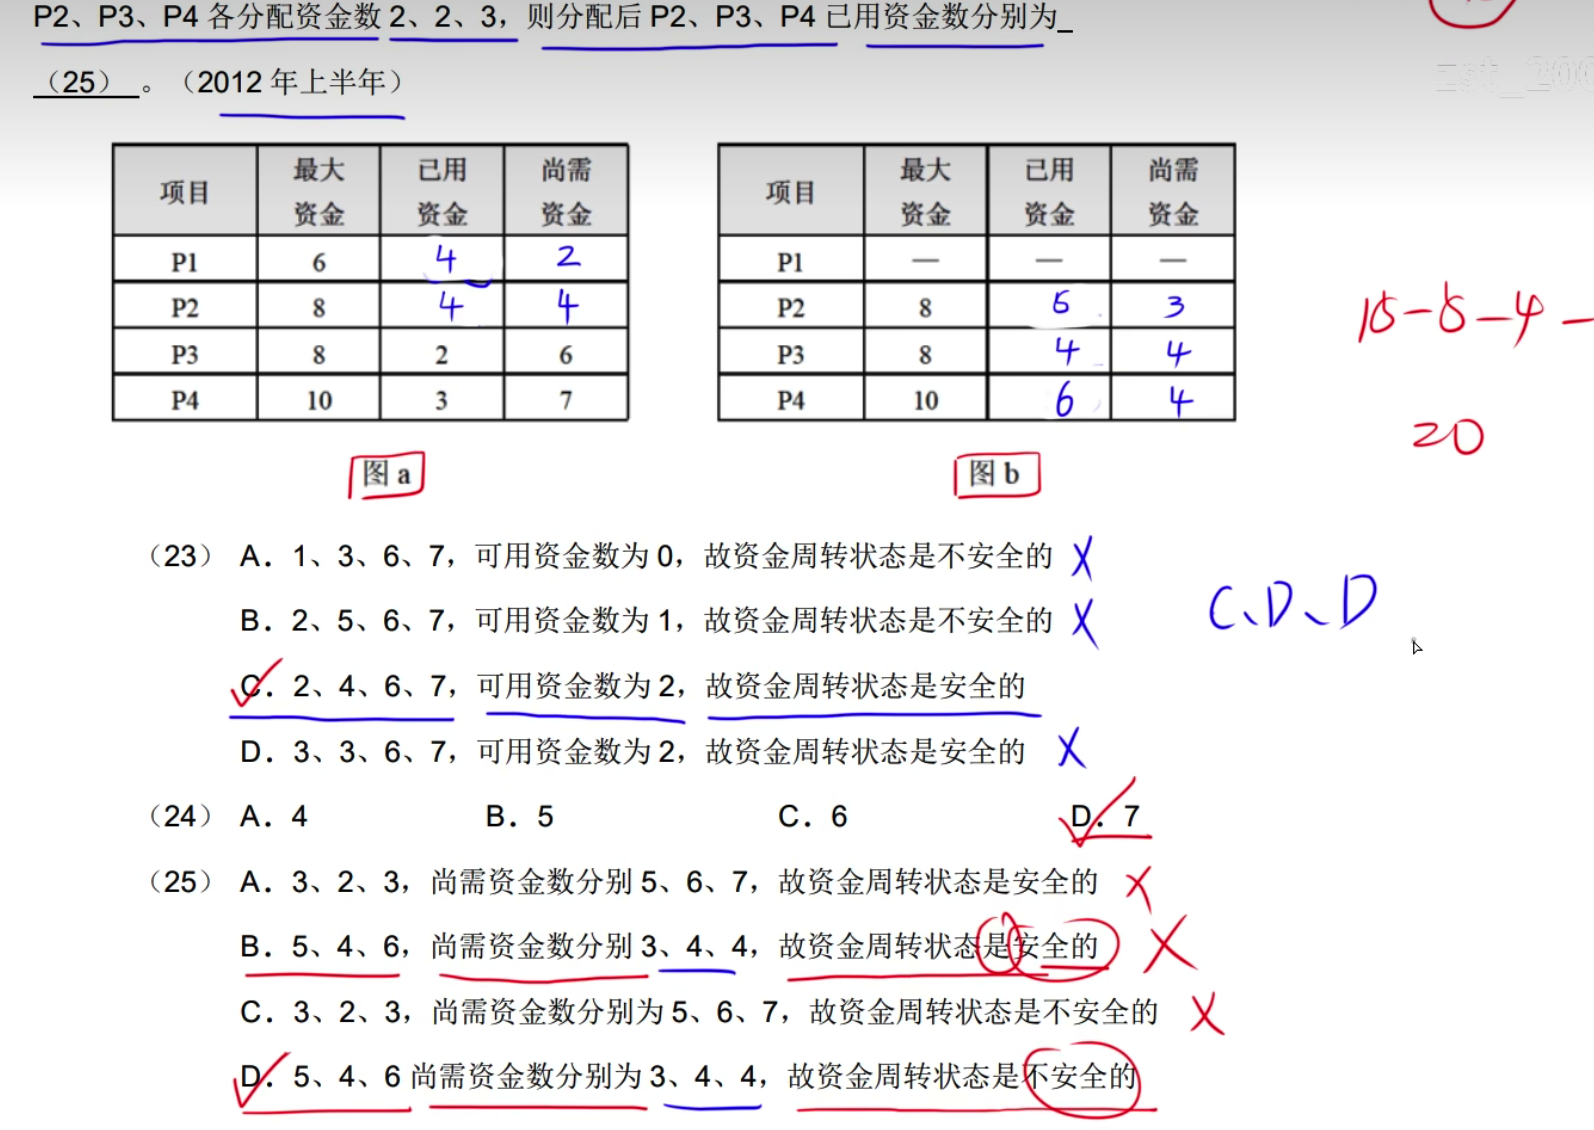 P2、P3、P4 各分配资金数 2、2、3，则分配后 P2、P3、P4 已用资金数分别为_
（25）。（2012 年上半年）
项目 最大资金 已用资金 尚需资金
P1 6 4 2
P2 8 4 4
P3 8 2 6
P4 10 3 7
图 a
项目 最大资金 已用资金 尚需资金
P1 — — —
P2 8 5 3
P3 8 4 4
P4 10 6 4
图 b
15-5-4-
20
（23） A．1、3、6、7，可用资金数为 0，故资金周转状态是不安全的 X
B．2、5、6、7，可用资金数为 1，故资金周转状态是不安全的 X
C．2、4、6、7，可用资金数为 2，故资金周转状态是安全的
D．3、3、6、7，可用资金数为 2，故资金周转状态是安全的 X
C、D、D
（24） A．4 B．5 C．6 D．7
（25） A．3、2、3，尚需资金数分别 5、6、7，故资金周转状态是安全的 X
B．5、4、6，尚需资金数分别 3、4、4，故资金周转状态是安全的 X
C．3、2、3，尚需资金数分别为 5、6、7，故资金周转状态是不安全的 X
D．5、4、6 尚需资金数分别为 3、4、4，故资金周转状态是不安全的